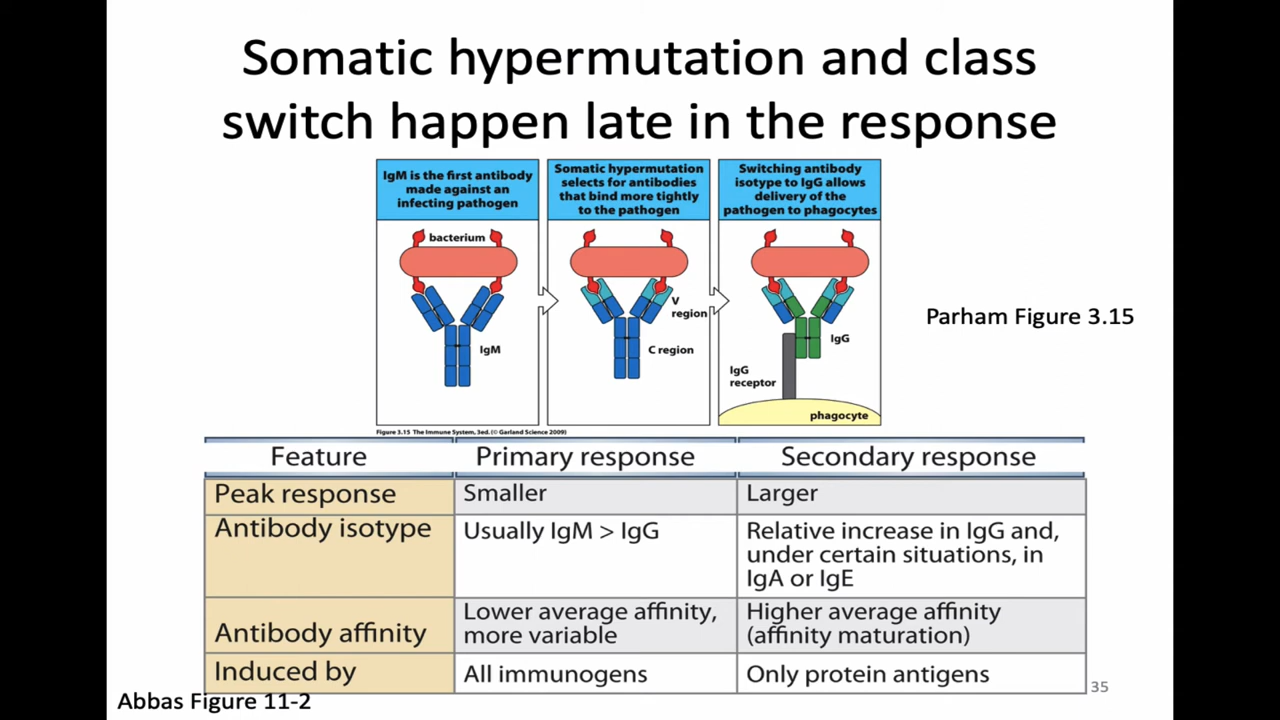 Somatic hypermutation and class
switch happen late in the response
IgM is the first antibody
made against an
infecting pathogen
bacterium
IgM
Somatic hypermutation
selects for antibodies
that bind more tightly
to the pathogen
V
region
C region
Switching antibody
isotype to IgG allows
delivery of the
pathogen to phagocytes
IgG
IgG
receptor
phagocyte
Parham Figure 3.15
Figure 3.15 The Immune System, 3ed. (© Garland Science 2009)
Feature Primary response Secondary response
Peak response Smaller Larger
Antibody isotype Usually IgM > IgG Relative increase in IgG and,
under certain situations, in
IgA or IgE
Antibody affinity Lower average affinity,
more variable
Higher average affinity
(affinity maturation)
Induced by All immunogens Only protein antigens
35
Abbas Figure 11-2